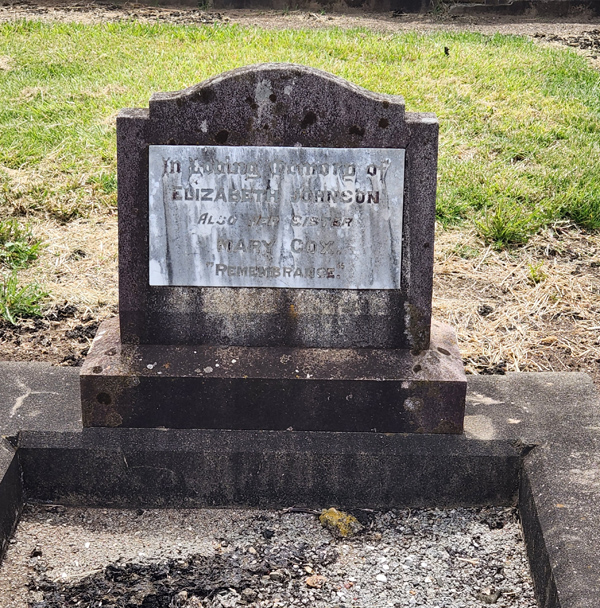 In Loving Memory of
ELIZABETH JOHNSON
ALSO HER SISTER
MARY COX.
"REMEMBRANCE."